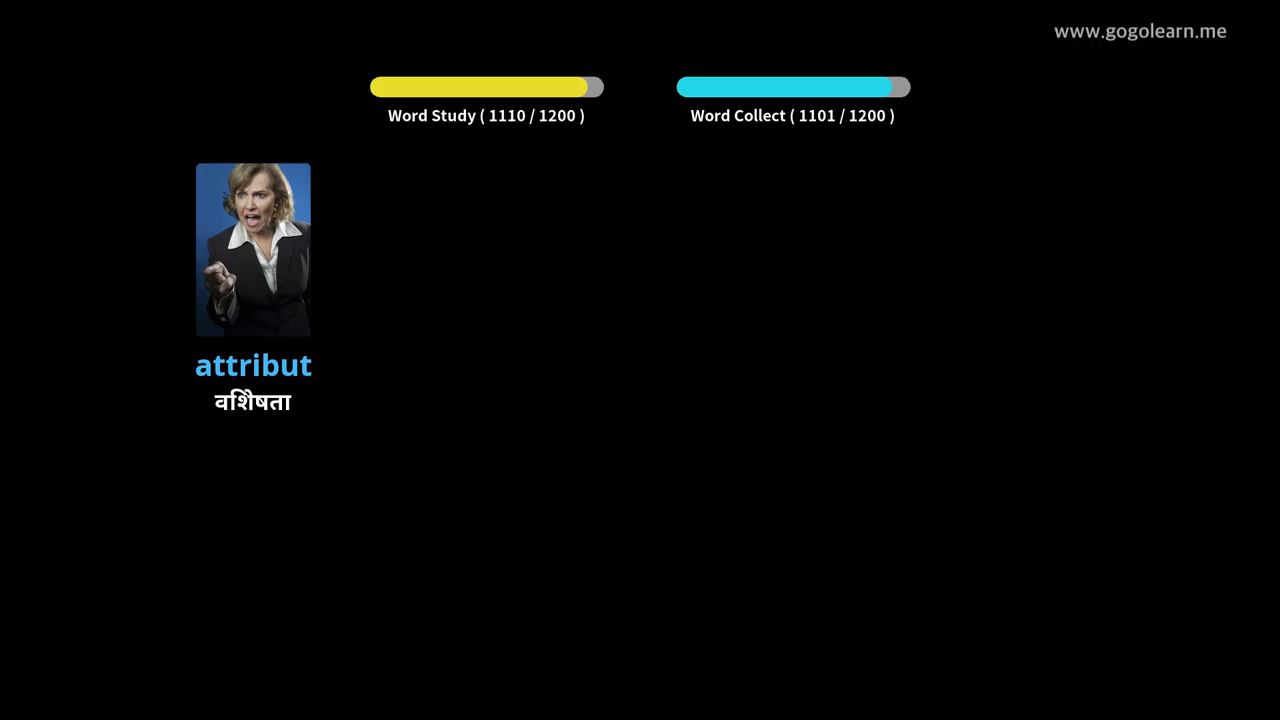 www.gogolearn.me
Word Study ( 1110 / 1200 )
Word Collect ( 1101 / 1200 )
attribut
विशेषता